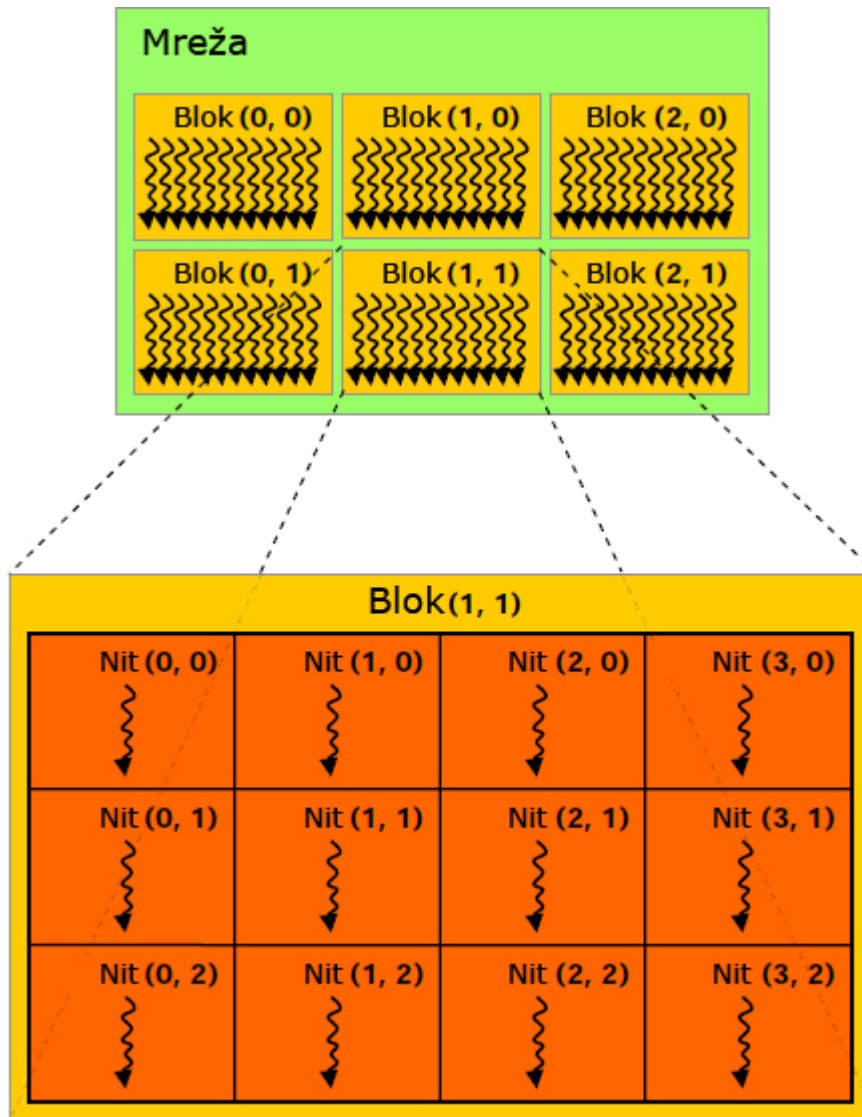 Mreža
Blok (0, 0) Blok (1, 0) Blok (2, 0)
Blok (0, 1) Blok (1, 1) Blok (2, 1)
Blok (1, 1)
Nit (0, 0) Nit (1, 0) Nit (2, 0) Nit (3, 0)
Nit (0, 1) Nit (1, 1) Nit (2, 1) Nit (3, 1)
Nit (0, 2) Nit (1, 2) Nit (2, 2) Nit (3, 2)